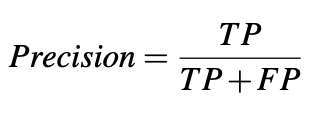 Precision = TP / TP + FP